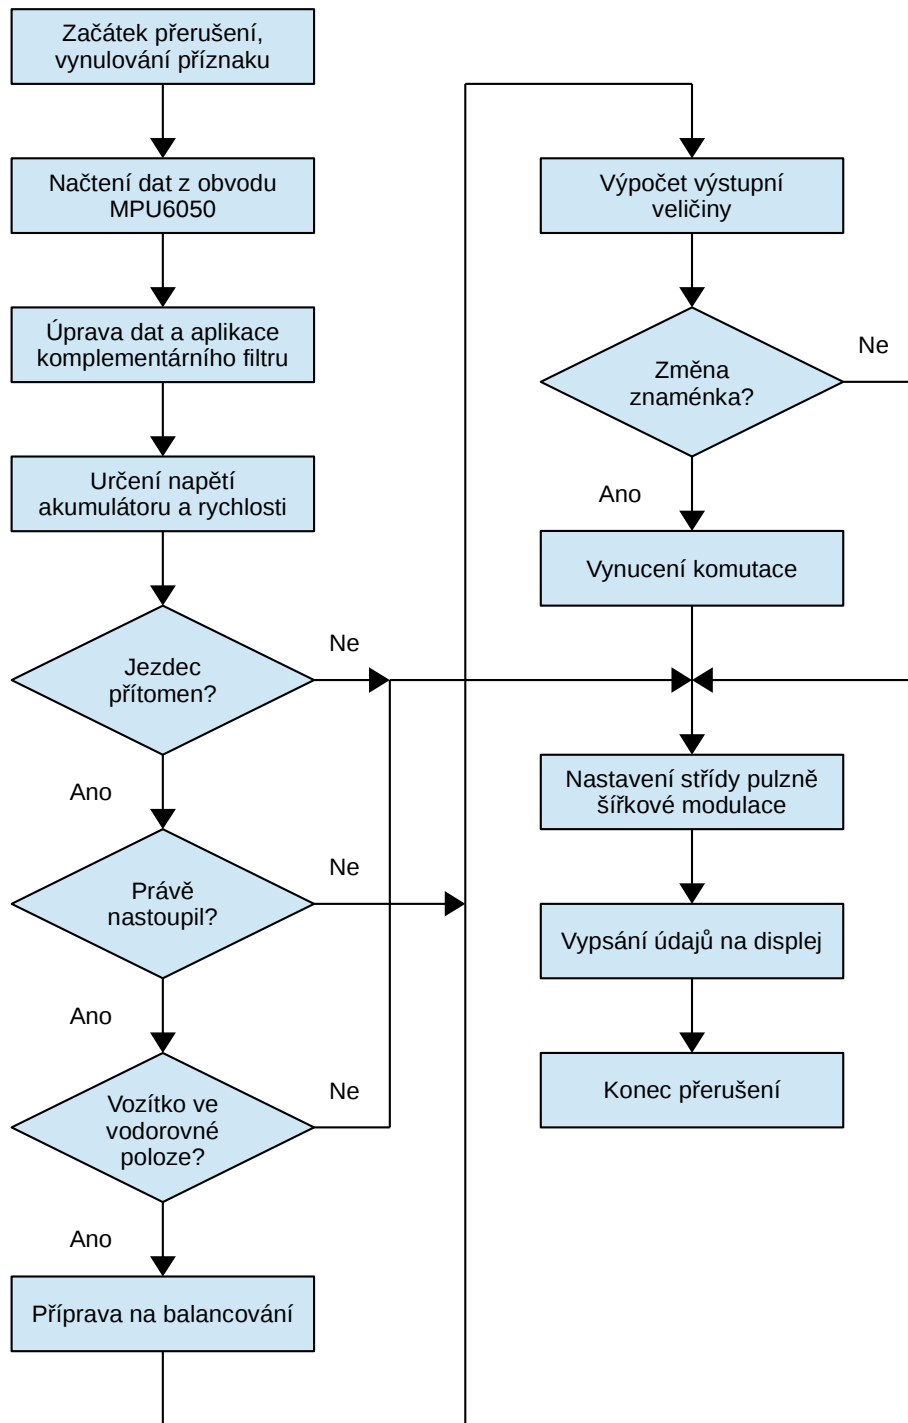 Začátek přerušení,
vynulování příznaku
Načtení dat z obvodu
MPU6050
Úprava dat a aplikace
komplementárního filtru
Určení napětí
akumulátoru a rychlosti
Jezdec
přítomen?
Ne
Ano
Právě
nastoupil?
Ne
Ano
Vozítko ve
vodorovné
poloze?
Ne
Ano
Příprava na balancování
Výpočet výstupní
veličiny
Změna
znaménka?
Ne
Ano
Vynucení komutace
Nastavení střídy pulzně
šířkové modulace
Vypsání údajů na displej
Konec přerušení